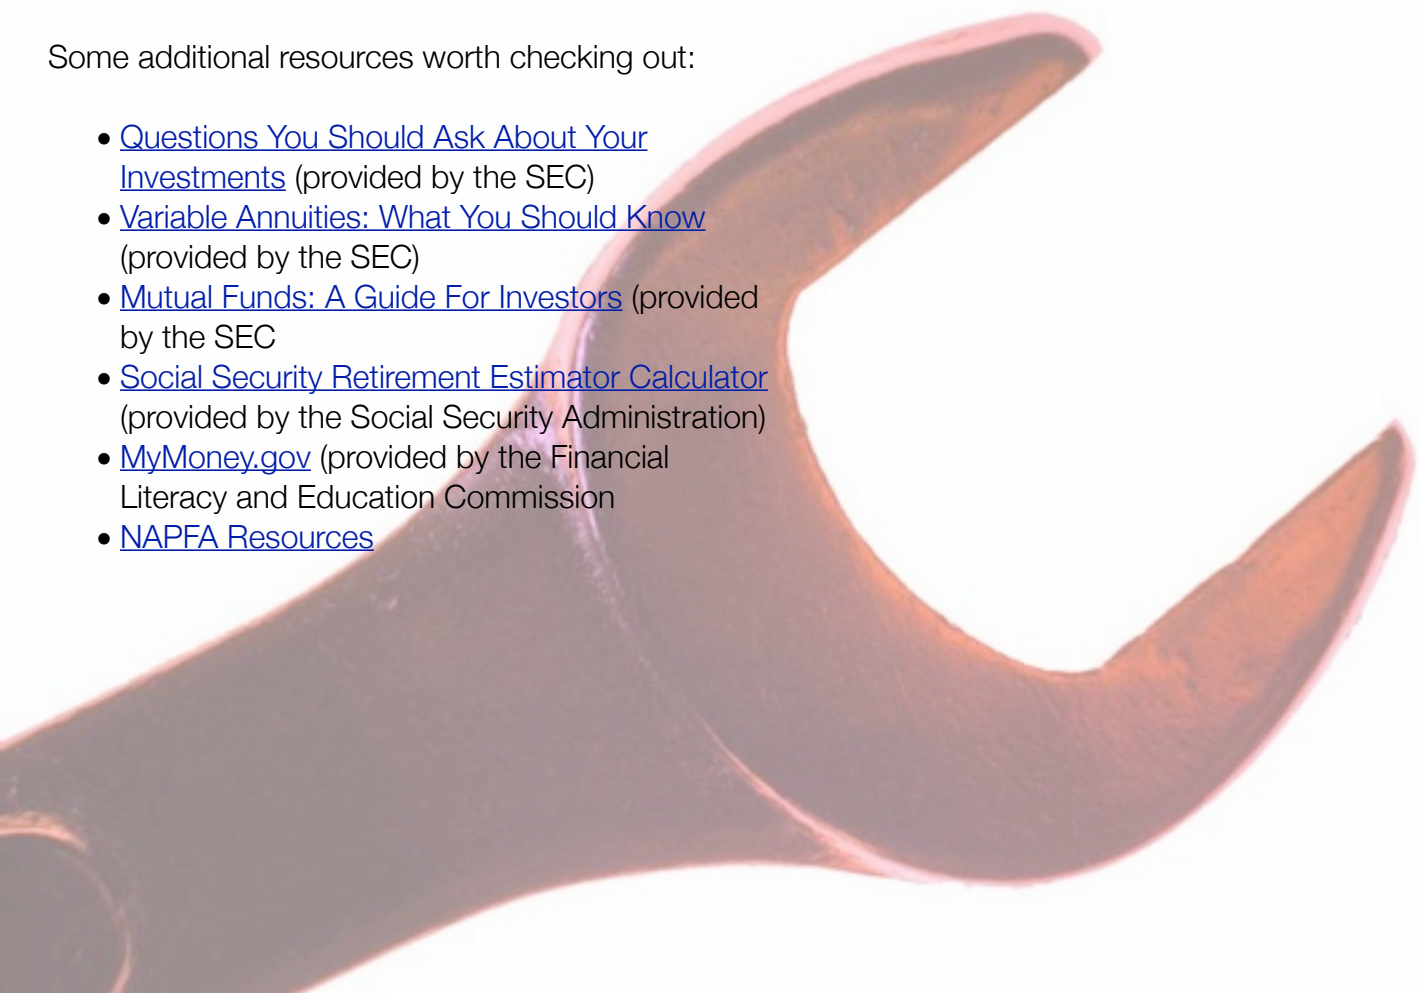 Some additional resources worth checking out:
• Questions You Should Ask About Your
Investments (provided by the SEC)
• Variable Annuities: What You Should Know
(provided by the SEC)
• Mutual Funds: A Guide For Investors (provided
by the SEC
• Social Security Retirement Estimator Calculator
(provided by the Social Security Administration)
• MyMoney.gov (provided by the Financial
Literacy and Education Commission
• NAPFA Resources